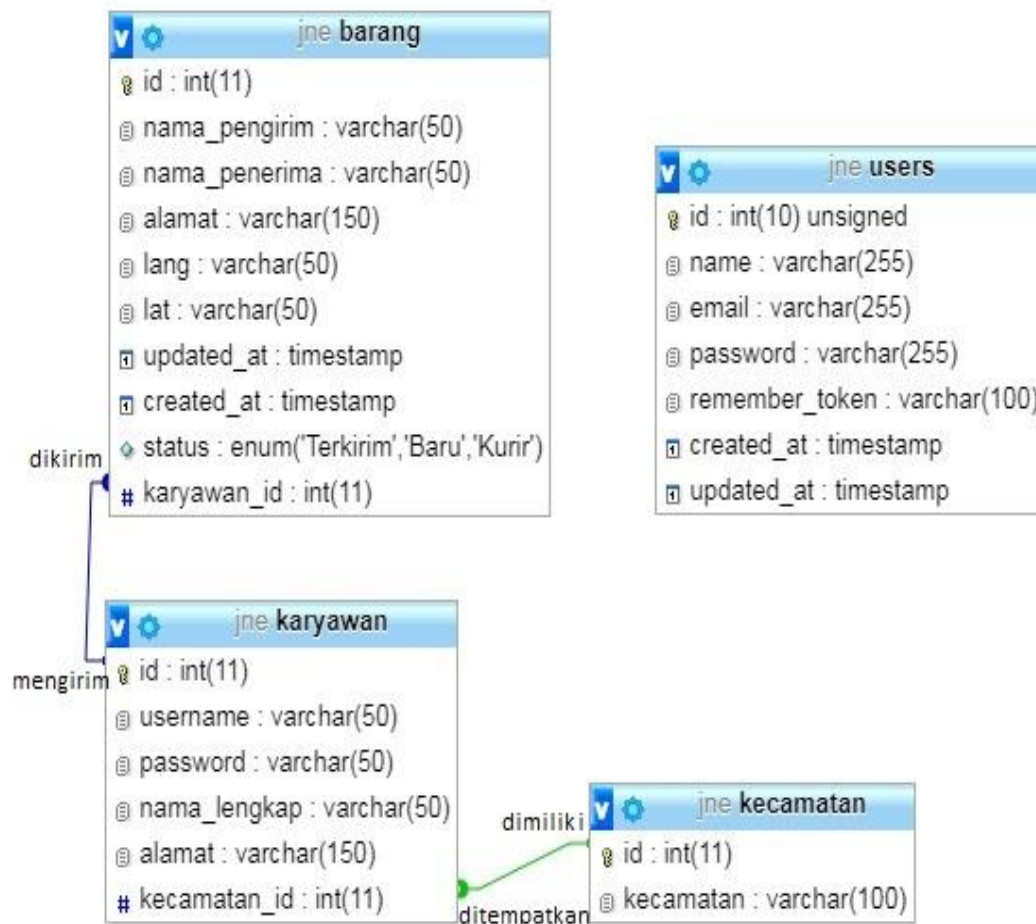 jne barang
id : int(11)
nama_pengirim : varchar(50)
nama_penerima : varchar(50)
alamat : varchar(150)
lang : varchar(50)
lat : varchar(50)
updated_at : timestamp
created_at : timestamp
status : enum('Terkirim','Baru','Kurir')
karyawan_id : int(11)
jne users
id : int(10) unsigned
name : varchar(255)
email : varchar(255)
password : varchar(255)
remember_token : varchar(100)
created_at : timestamp
updated_at : timestamp
dikirim
mengirim
jne karyawan
id : int(11)
username : varchar(50)
password : varchar(50)
nama_lengkap : varchar(50)
alamat : varchar(150)
kecamatan_id : int(11)
dimiliki
ditempatkan
jne kecamatan
id : int(11)
kecamatan : varchar(100)